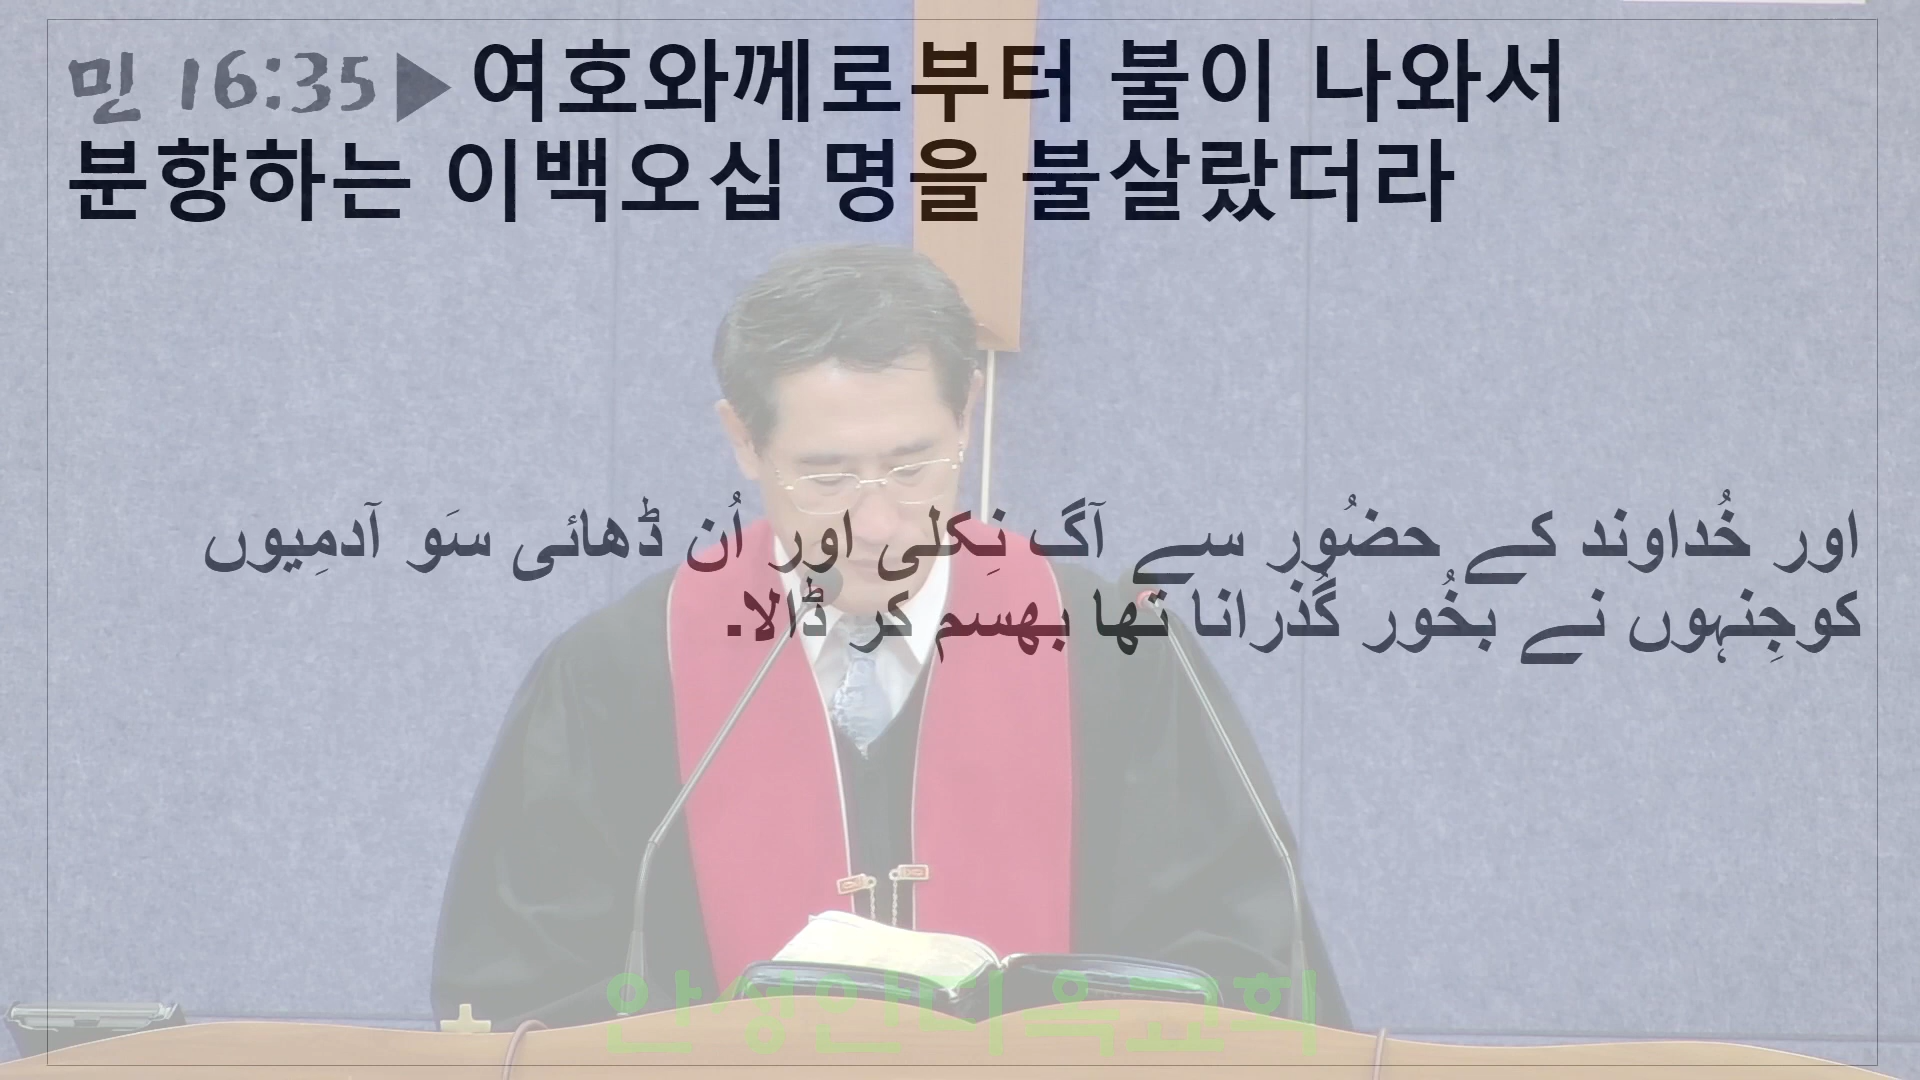 민 16:35▶여호와께로부터 불이 나와서
분향하는 이백오십 명을 불살랐더라
اور خُداوند کے حضُور سے آگ نِکلی اور اُن ڈھائی سَو آدمِیوں
کوجِنہوں نے بخُور گُذرانا تھا بھسم کر ڈالا۔
안성안디옥교회